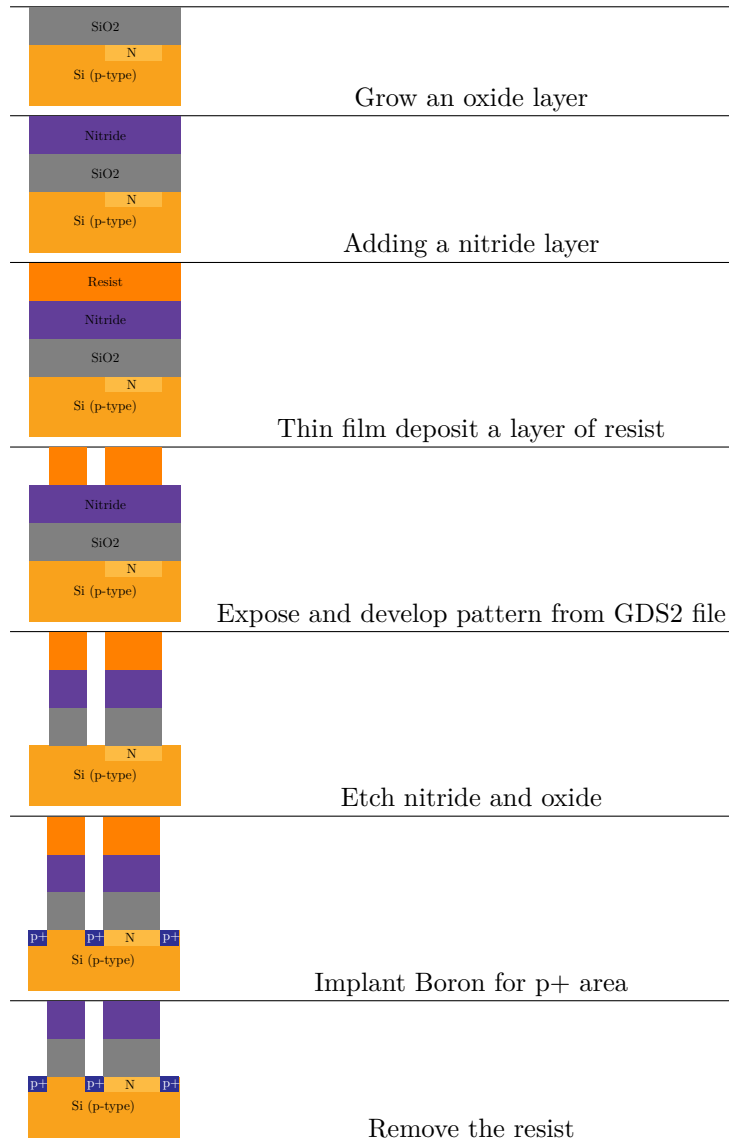 SiO2
N
Si (p-type)
Grow an oxide layer
Nitride
SiO2
N
Si (p-type)
Adding a nitride layer
Resist
Nitride
SiO2
N
Si (p-type)
Thin film deposit a layer of resist
Nitride
SiO2
N
Si (p-type)
Expose and develop pattern from GDS2 file
N
Si (p-type)
Etch nitride and oxide
p+ p+ N p+
Si (p-type)
Implant Boron for p+ area
p+ p+ N p+
Si (p-type)
Remove the resist